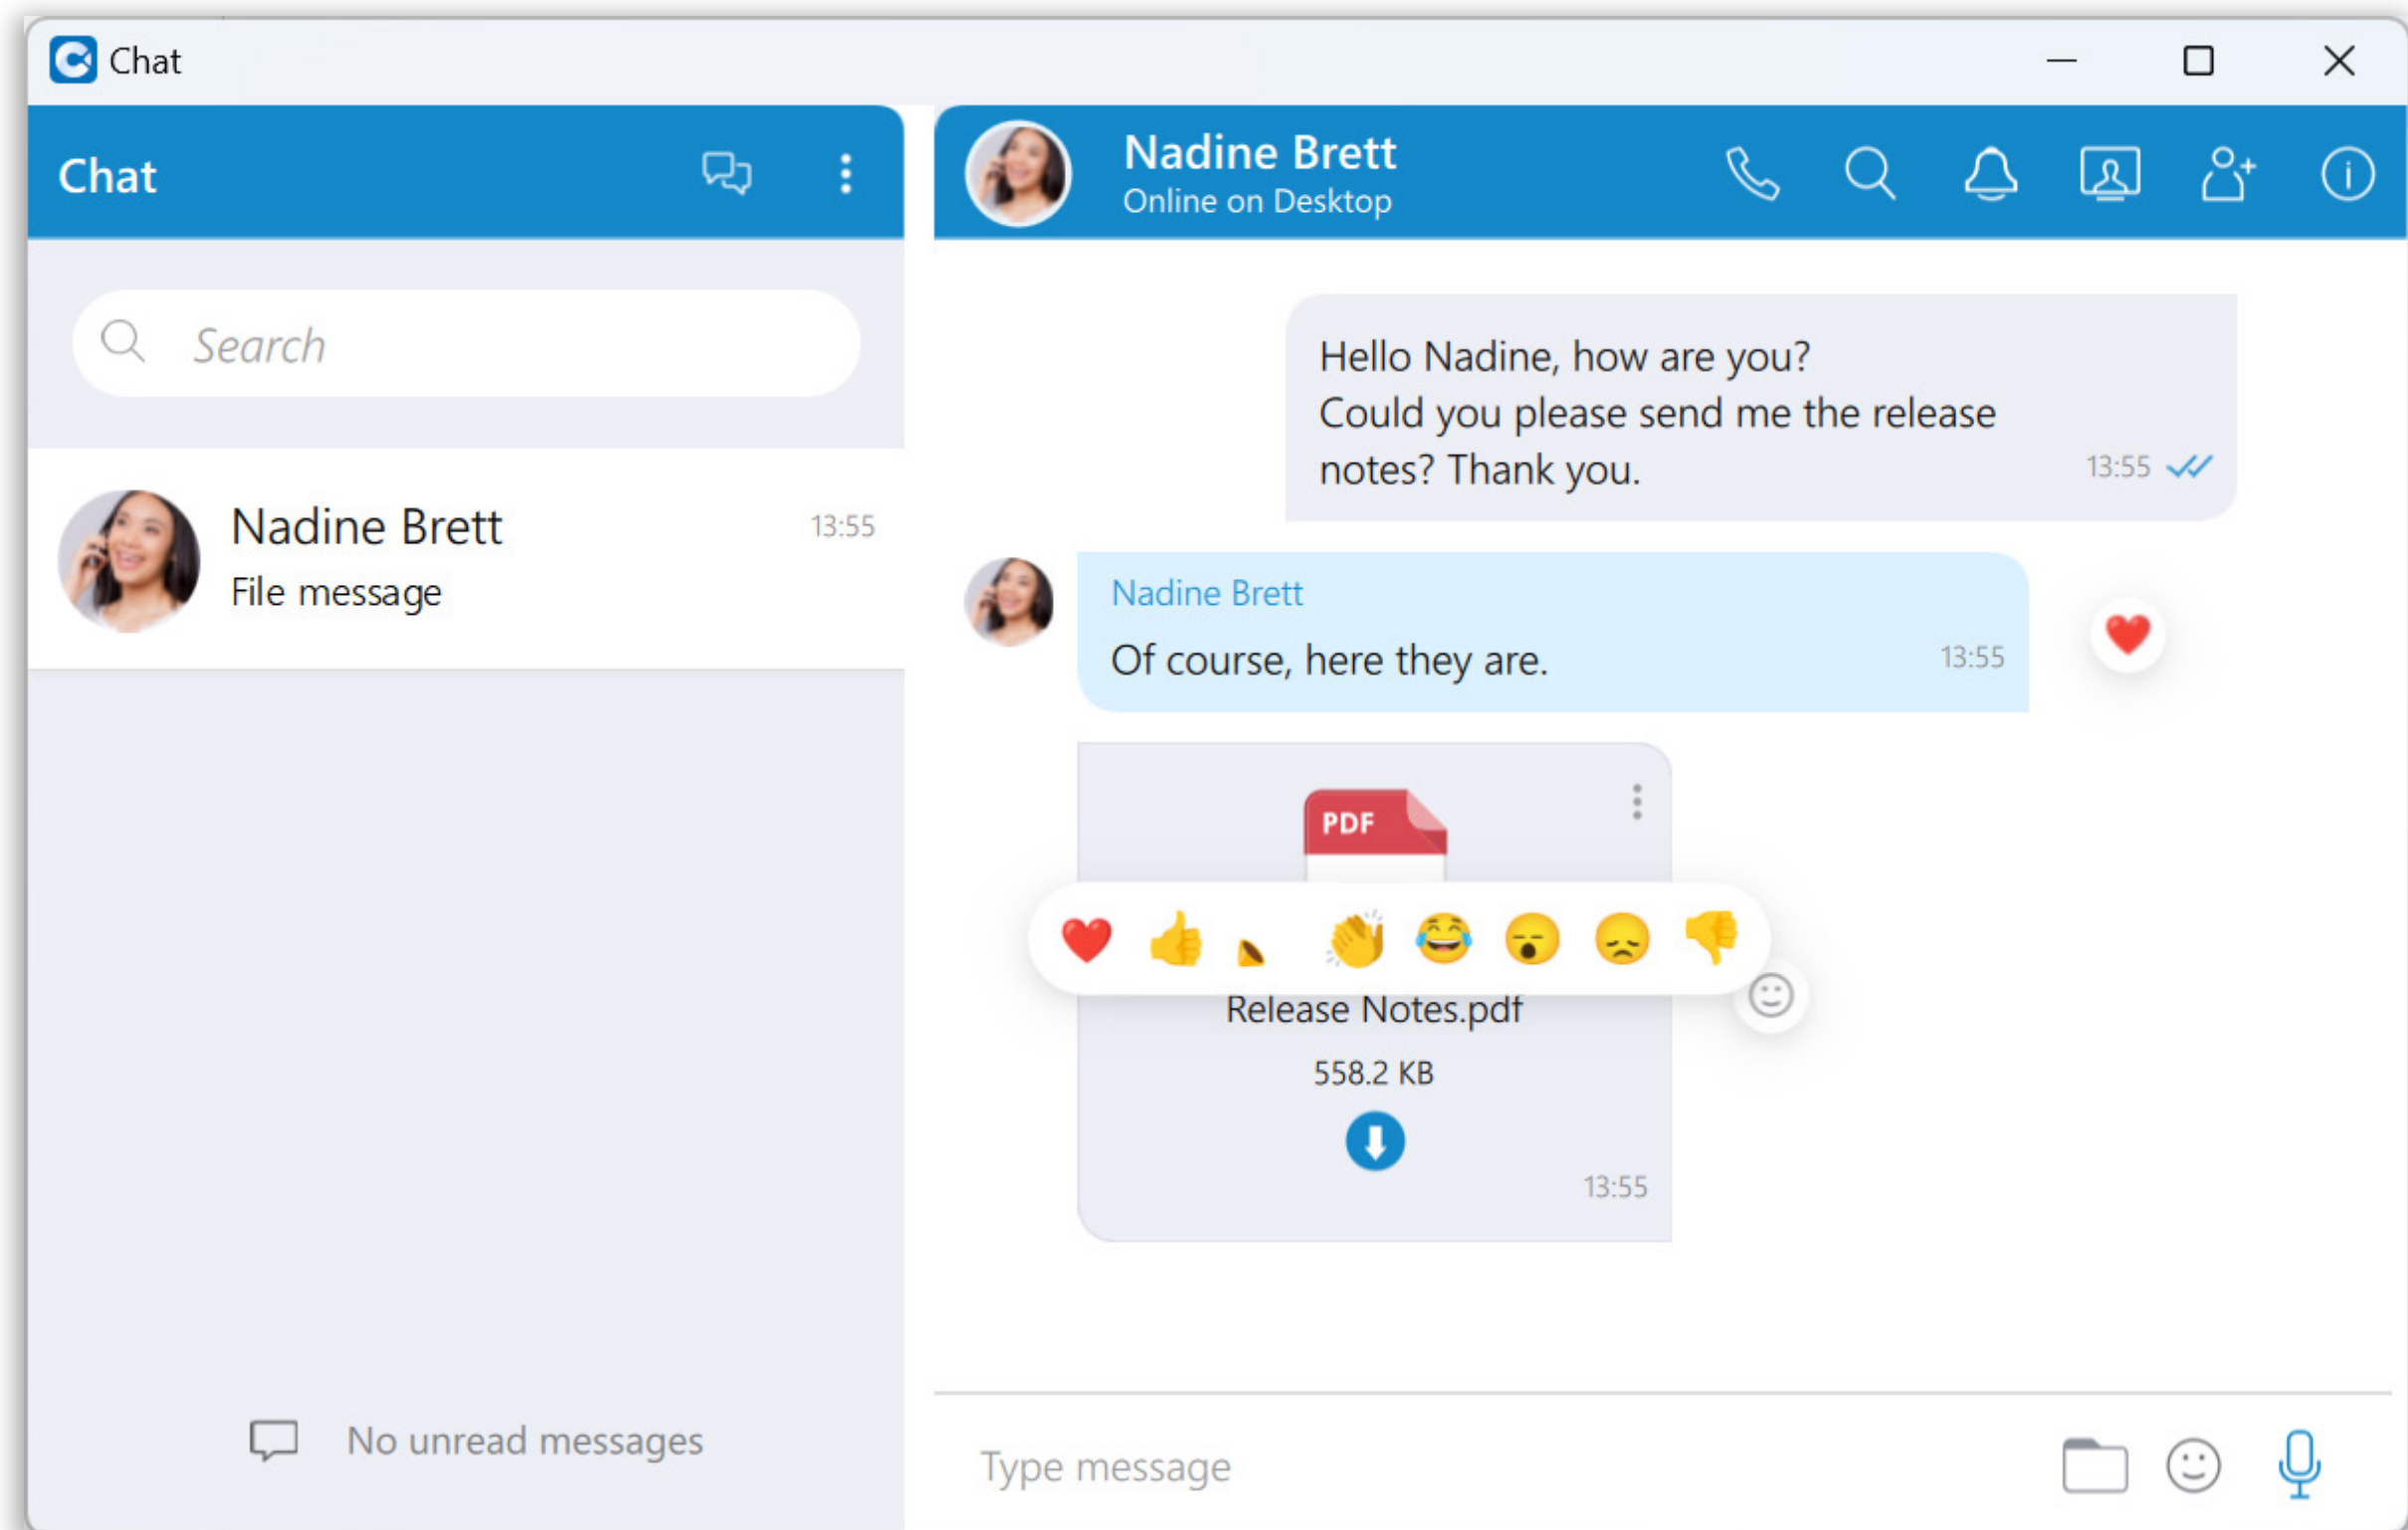 Chat
Chat
Search
Nadine Brett
13:55
File message
No unread messages
Nadine Brett
Online on Desktop
Hello Nadine, how are you?
Could you please send me the release
notes? Thank you.
13:55
Nadine Brett
Of course, here they are.
13:55
PDF
Release Notes.pdf
558.2 KB
13:55
Type message